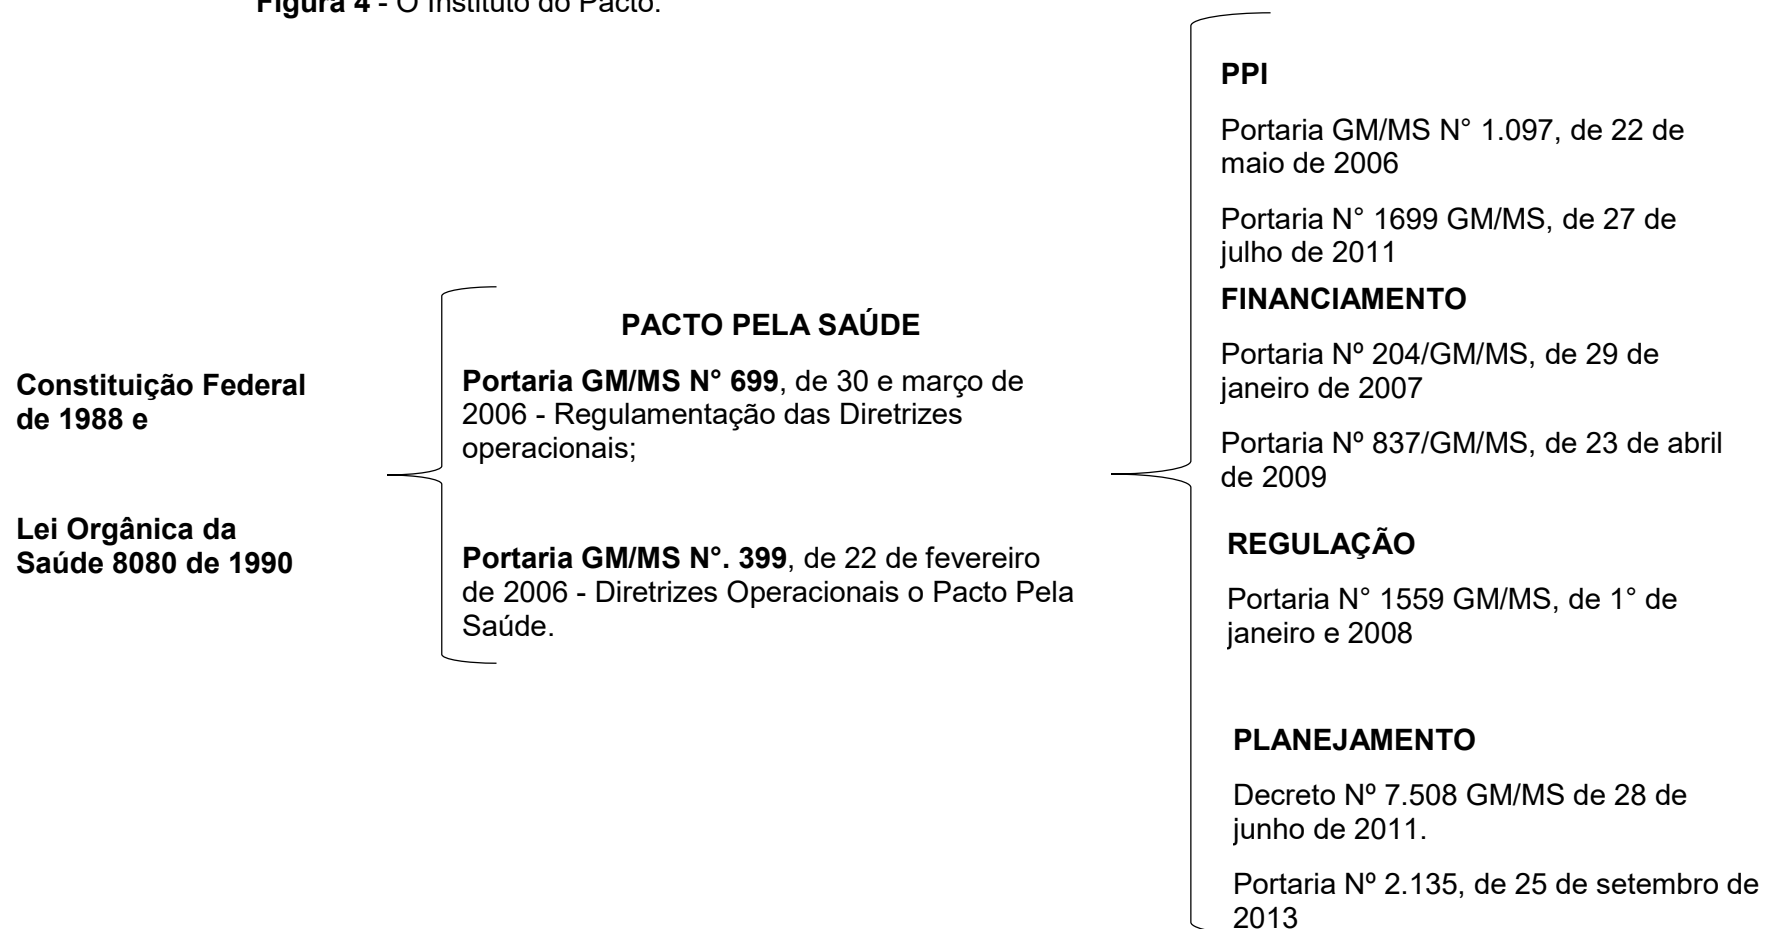 Figura 4 - O Instituto do Pacto.
Constituição Federal
de 1988 e
Lei Orgânica da
Saúde 8080 de 1990
PACTO PELA SAÚDE
Portaria GM/MS N° 699, de 30 e março de
2006 - Regulamentação das Diretrizes
operacionais;
Portaria GM/MS N°. 399, de 22 de fevereiro
de 2006 - Diretrizes Operacionais o Pacto Pela
Saúde.
PPI
Portaria GM/MS N° 1.097, de 22 de
maio de 2006
Portaria N° 1699 GM/MS, de 27 de
julho de 2011
FINANCIAMENTO
Portaria Nº 204/GM/MS, de 29 de
janeiro de 2007
Portaria Nº 837/GM/MS, de 23 de abril
de 2009
REGULAÇÃO
Portaria N° 1559 GM/MS, de 1° de
janeiro e 2008
PLANEJAMENTO
Decreto Nº 7.508 GM/MS de 28 de
junho de 2011.
Portaria Nº 2.135, de 25 de setembro de
2013